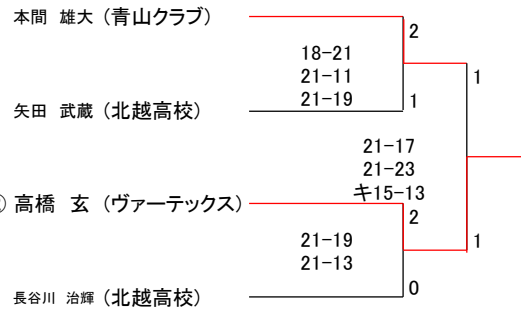 本間 雄大 (青山クラブ)
2
18-21
21-11
21-19
1
矢田 武蔵 (北越高校)
1
21-17
21-23
キ15-13
高橋 玄 (ヴァーテックス)
2
21-19
21-13
1
0
長谷川 治輝 (北越高校)